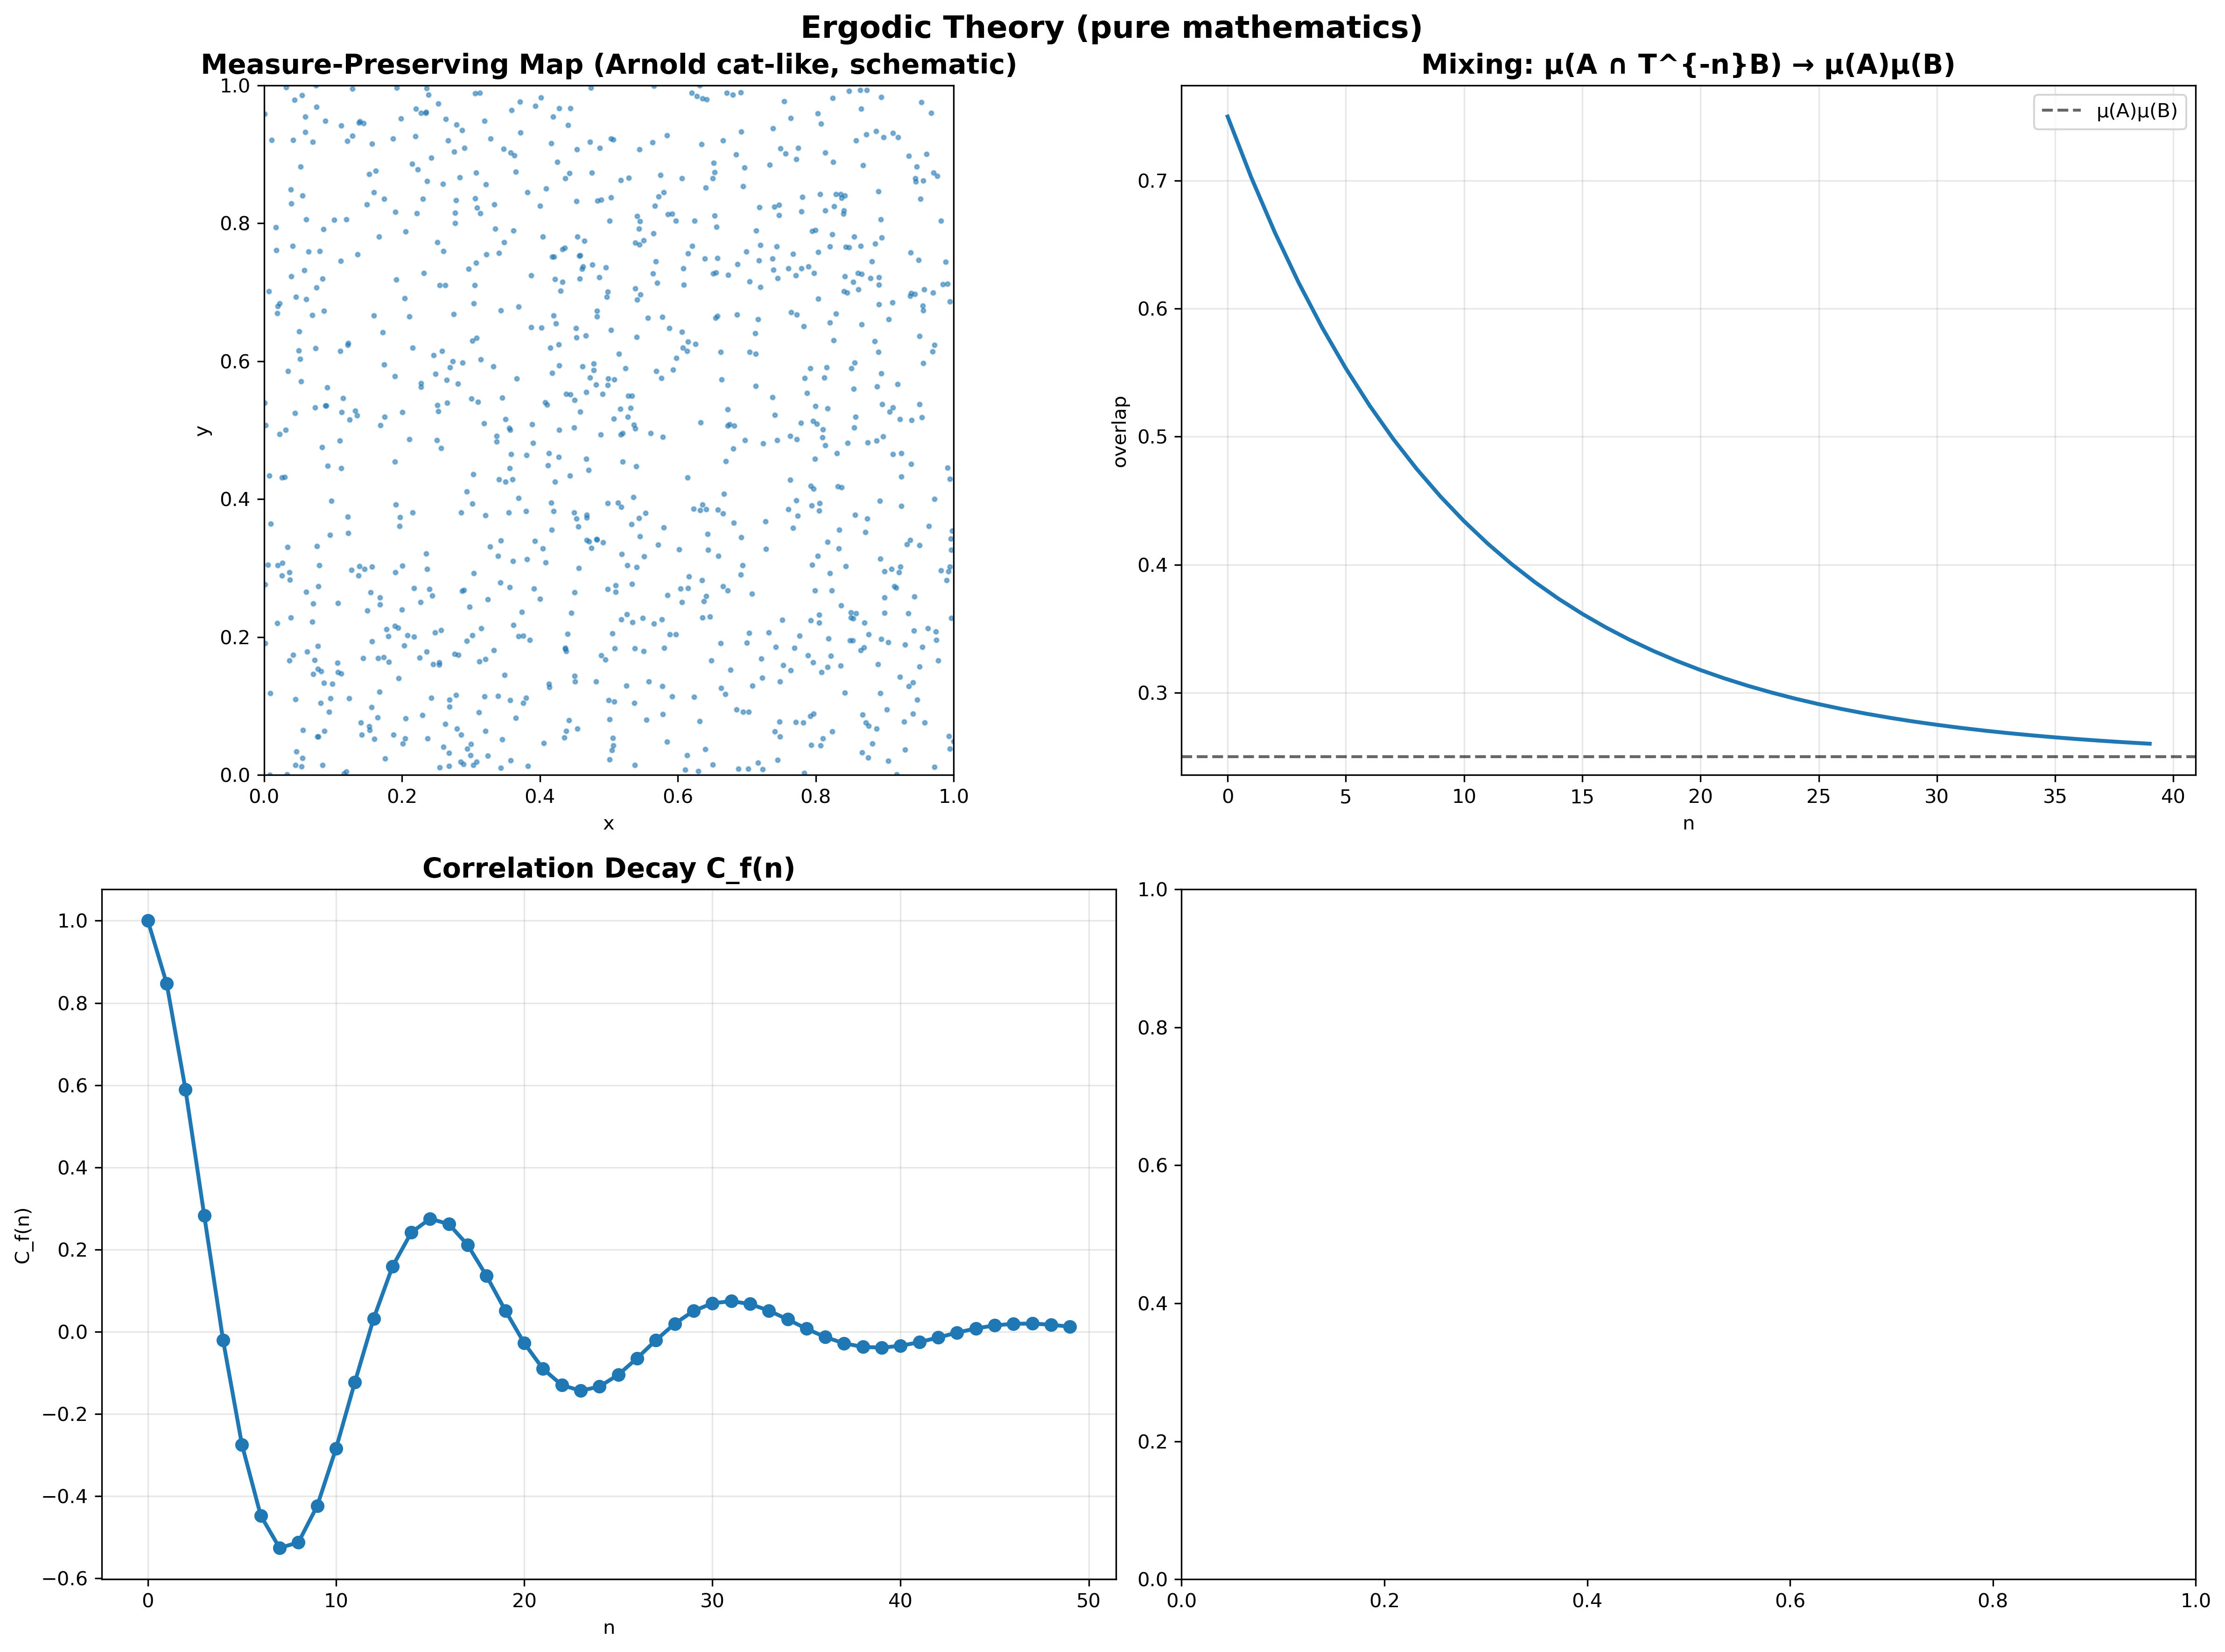 Ergodic Theory (pure mathematics)
Measure-Preserving Map (Arnold cat-like, schematic)
1.0
0.8
0.6
0.4
0.2
0.0
y
0.0 0.2 0.4 0.6 0.8 1.0
x
Mixing: μ(A ∩ T^{-n}B) → μ(A)μ(B)
μ(A)μ(B)
0.7
0.6
0.5
0.4
0.3
overlap
0 5 10 15 20 25 30 35 40
n
Correlation Decay C_f(n)
1.0
0.8
0.6
0.4
0.2
0.0
−0.2
−0.4
−0.6
C_f(n)
0 10 20 30 40 50
n
1.0
0.8
0.6
0.4
0.2
0.0
0.0 0.2 0.4 0.6 0.8 1.0